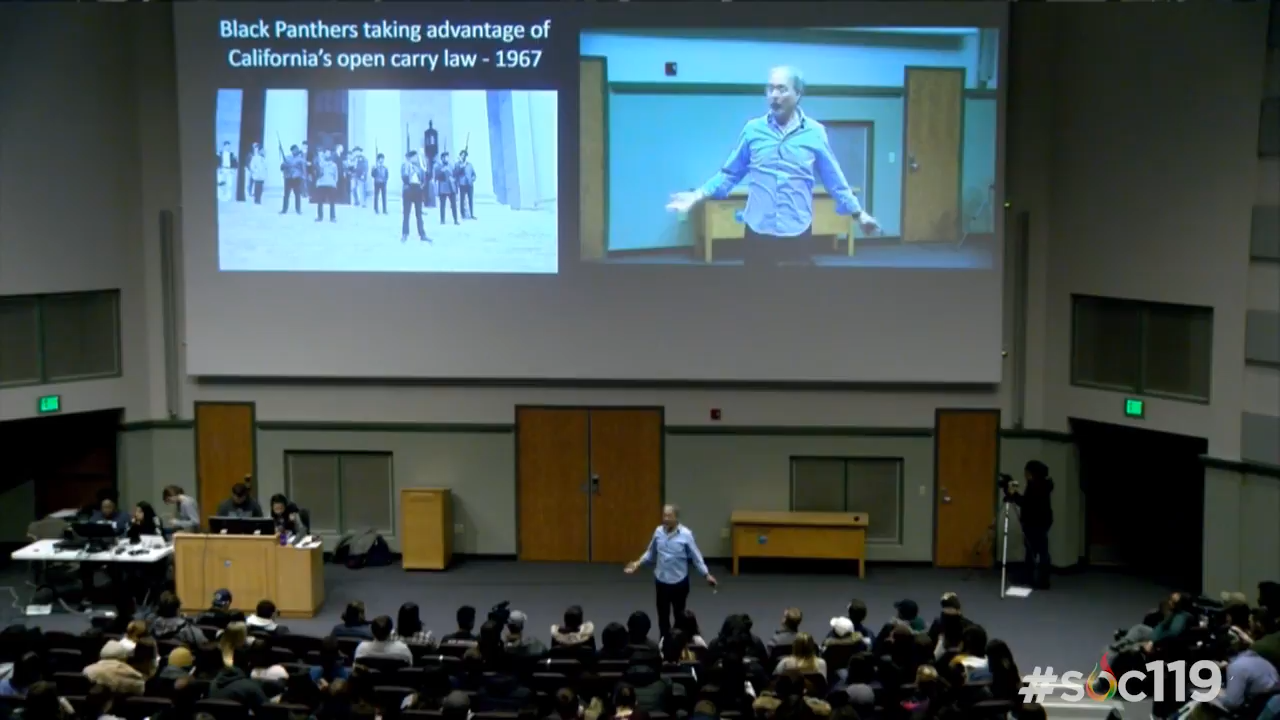 Black Panthers taking advantage of
California's open carry law - 1967
#soc119